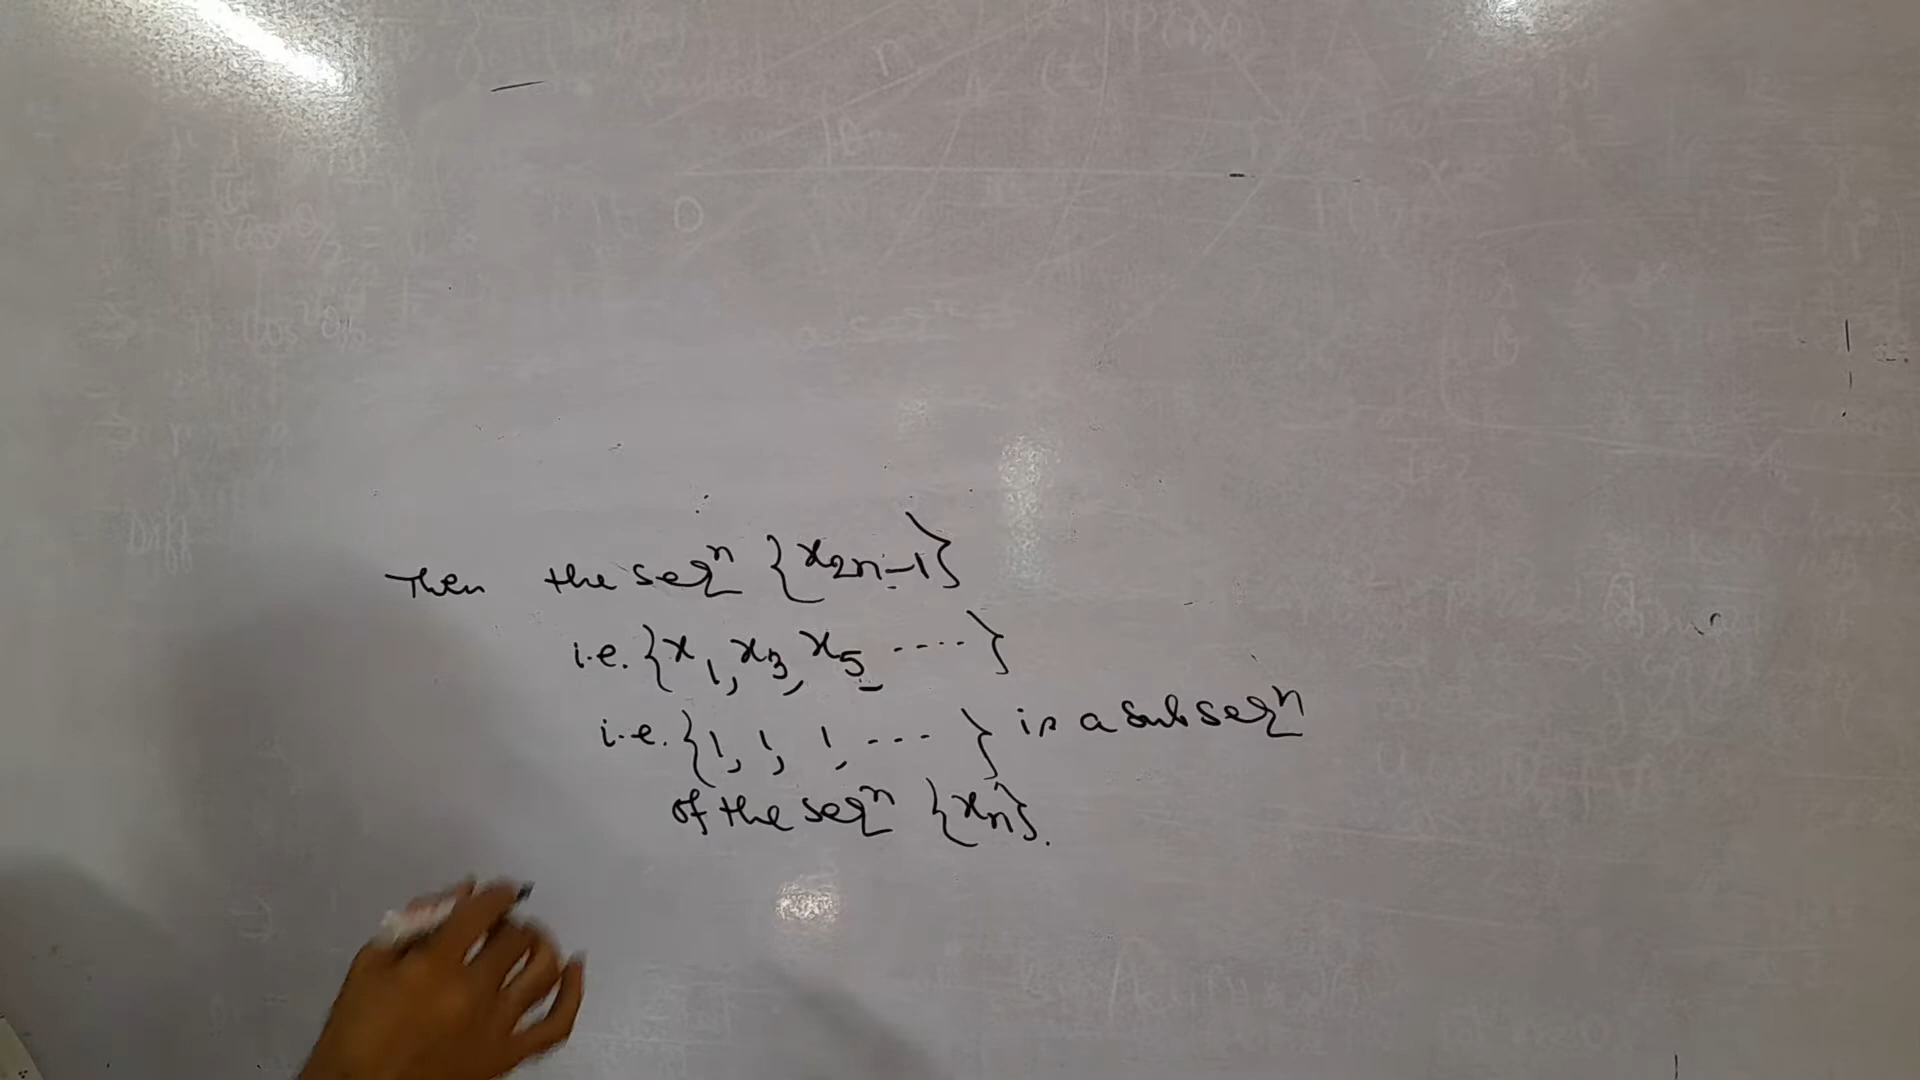 Then the seqⁿ {x₂ₙ₋₁}
i.e. {x₁, x₃, x₅ ....}
i.e. {1, 1, 1, --- } is a subseqⁿ
of the seqⁿ {xₙ}.